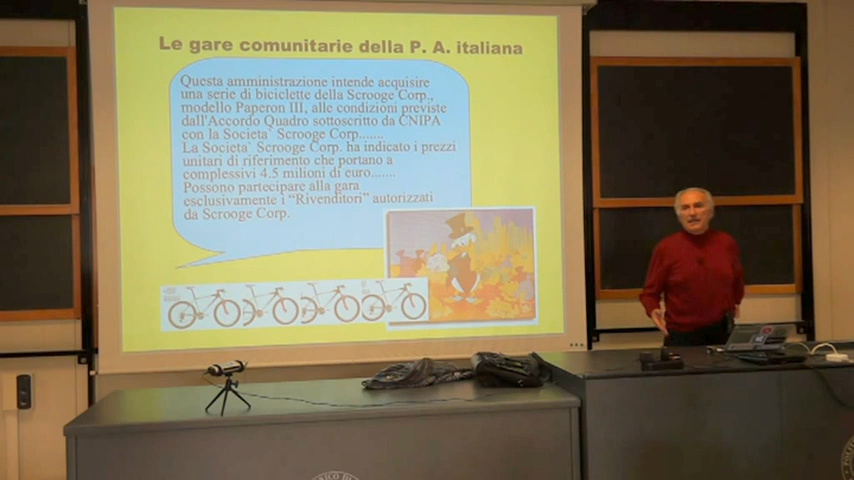 Le gare comunitarie della P. A. italiana
Questa amministrazione intende acquisire
una serie di biciclette della Scrooge Corp.,
modello Paperon III, alle condizioni previste
dall'Accordo Quadro sottoscritto da CNIPA
con la Societa` Scrooge Corp.......
La Societa` Scrooge Corp. ha indicato i prezzi
unitari di riferimento che portano a
complessivi 4.5 milioni di euro.......
Possono partecipare alla gara
esclusivamente i “Rivenditori” autorizzati
da Scrooge Corp.